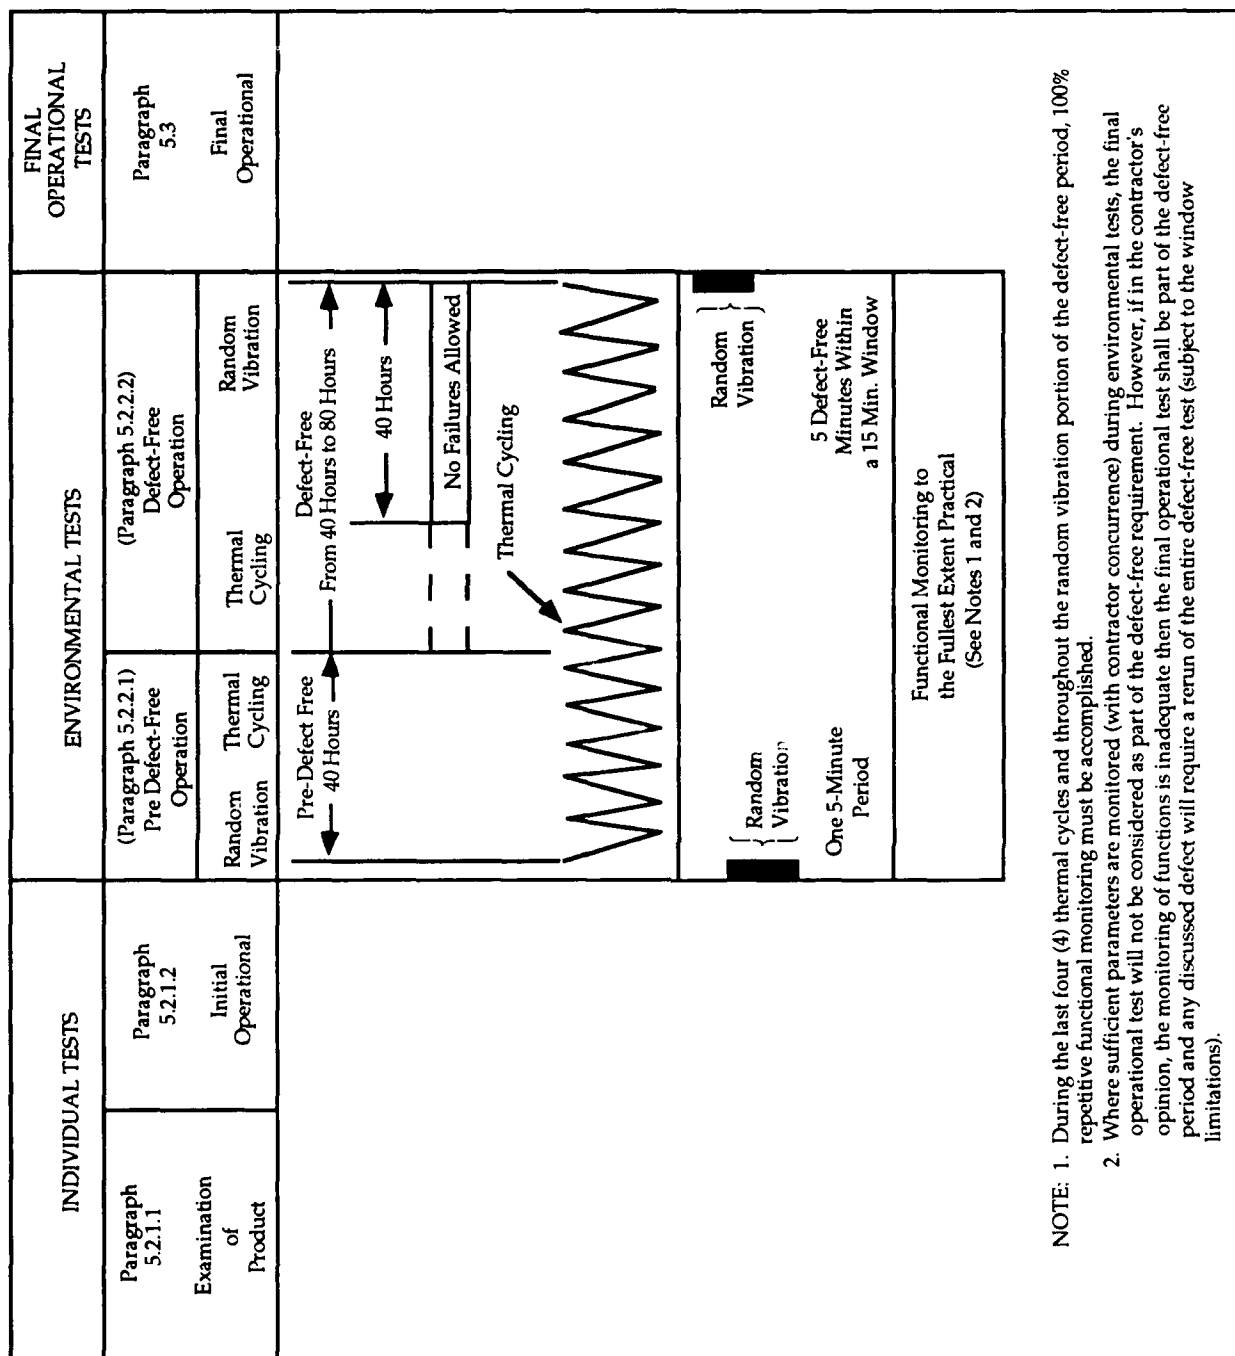 INDIVIDUAL TESTS
ENVIRONMENTAL TESTS
FINAL
OPERATIONAL
TESTS
Paragraph
5.2.1.1
Examination
of
Product
Paragraph
5.2.1.2
Initial
Operational
(Paragraph 5.2.2.1)
Pre Defect-Free
Operation
Random
Vibration
Thermal
Cycling
(Paragraph 5.2.2.2)
Defect-Free
Operation
Thermal
Cycling
Random
Vibration
Paragraph
5.3
Final
Operational
Pre-Defect Free
40 Hours
Defect-Free
From 40 Hours to 80 Hours
40 Hours
No Failures Allowed
Thermal Cycling
Random
Vibration
One 5-Minute
Period
Random
Vibration
5 Defect-Free
Minutes Within
a 15 Min. Window
Functional Monitoring to
the Fullest Extent Practical
(See Notes 1 and 2)
NOTE: 1. During the last four (4) thermal cycles and throughout the random vibration portion of the defect-free period, 100%
repetitive functional monitoring must be accomplished.
2. Where sufficient parameters are monitored (with contractor concurrence) during environmental tests, the final
operational test will not be considered as part of the defect-free requirement. However, if in the contractor's
opinion, the monitoring of functions is inadequate then the final operational test shall be part of the defect-free
period and any discussed defect will require a rerun of the entire defect-free test (subject to the window
limitations).